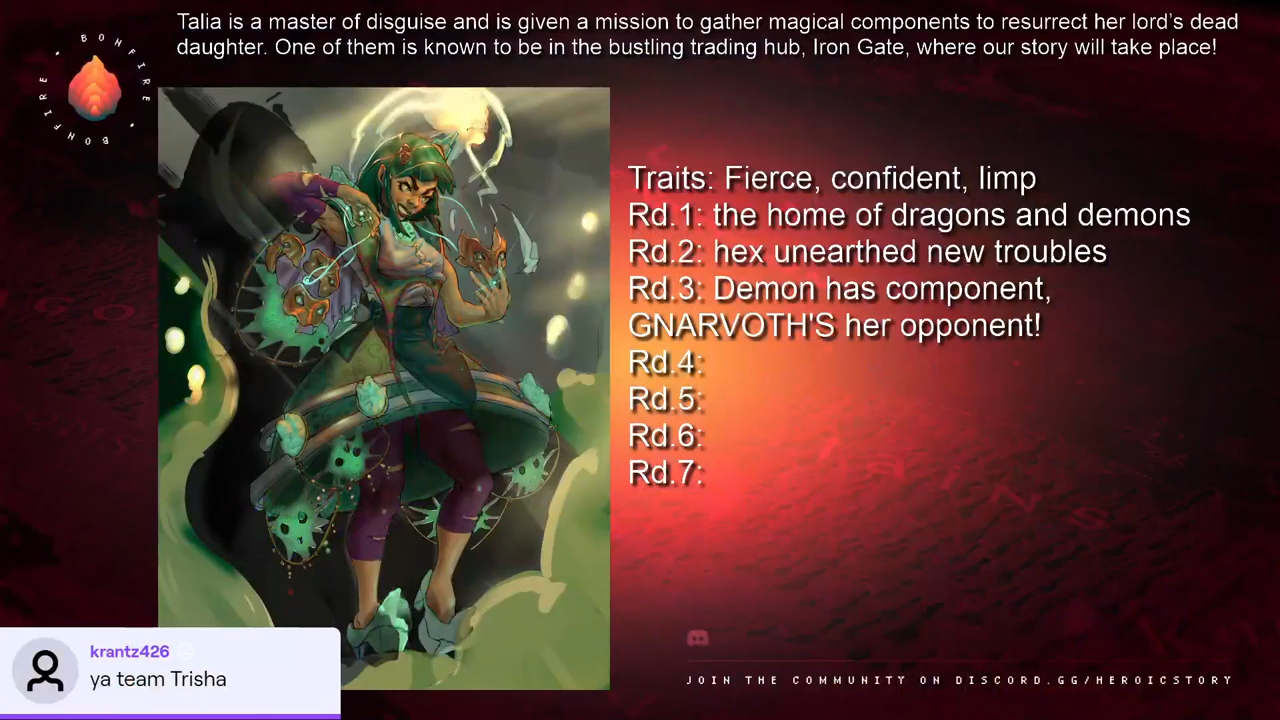 Talia is a master of disguise and is given a mission to gather magical components to resurrect her lord's dead
daughter. One of them is known to be in the bustling trading hub, Iron Gate, where our story will take place!
BONFIRE
BONFIRE
Traits: Fierce, confident, limp
Rd.1: the home of dragons and demons
Rd.2: hex unearthed new troubles
Rd.3: Demon has component,
GNARVOTH'S her opponent!
Rd.4:
Rd.5:
Rd.6:
Rd.7:
krantz426
ya team Trisha
JOIN THE COMMUNITY ON DISCORD.GG/HEROICSTORY